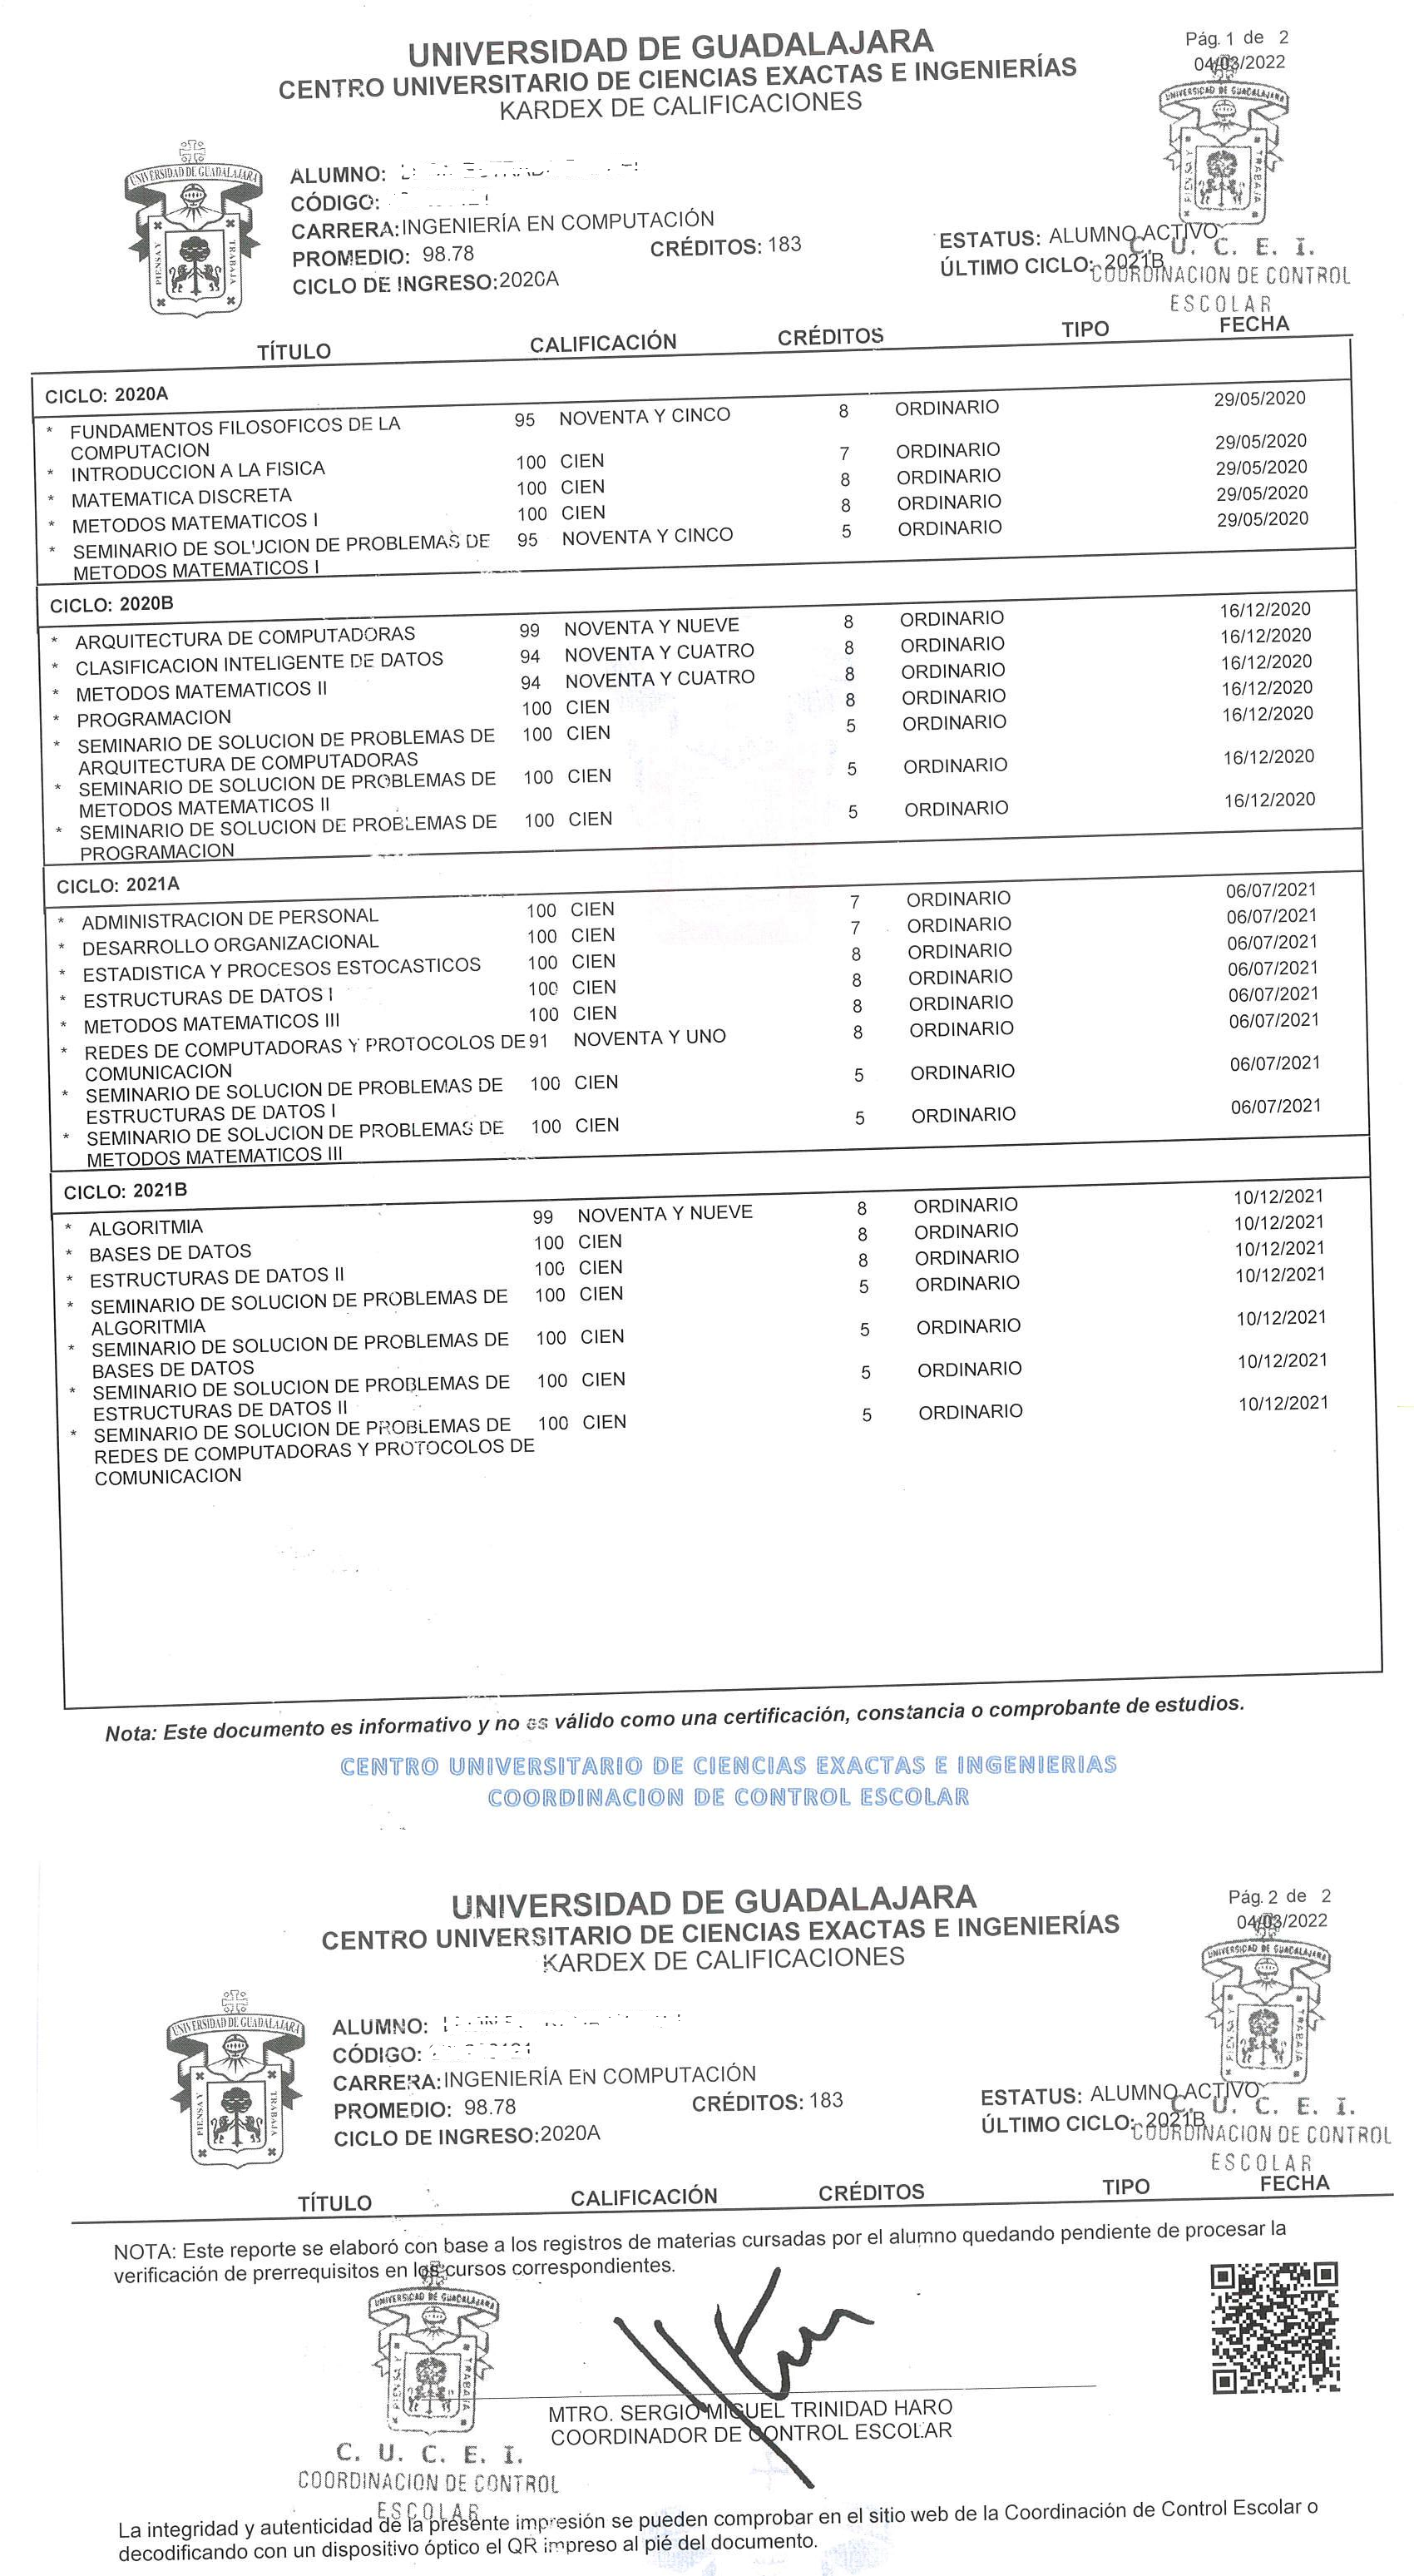 UNIVERSIDAD DE GUADALAJARA
CENTRO UNIVERSITARIO DE CIENCIAS EXACTAS E INGENIERÍAS
KARDEX DE CALIFICACIONES
Pág. 1 de 2
04/03/2022
UNIVERSIDAD DE GUADALAJARA
PIENSA Y TRABAJA
UNIVERSIDAD DE GUADALAJARA
PIENSA Y TRABAJA
ALUMNO:
CÓDIGO:
CARRERA: INGENIERÍA EN COMPUTACIÓN
PROMEDIO: 98.78 CRÉDITOS: 183
CICLO DE INGRESO: 2020A
ESTATUS: ALUMNO ACTIVO
ÚLTIMO CICLO: 2021B
C. U. C. E. I.
COORDINACION DE CONTROL
ESCOLAR
TÍTULO CALIFICACIÓN CRÉDITOS TIPO FECHA
CICLO: 2020A
* FUNDAMENTOS FILOSOFICOS DE LA 95 NOVENTA Y CINCO 8 ORDINARIO 29/05/2020
COMPUTACION
* INTRODUCCION A LA FISICA 100 CIEN 7 ORDINARIO 29/05/2020
* MATEMATICA DISCRETA 100 CIEN 8 ORDINARIO 29/05/2020
* METODOS MATEMATICOS I 100 CIEN 8 ORDINARIO 29/05/2020
* SEMINARIO DE SOLUCION DE PROBLEMAS DE 95 NOVENTA Y CINCO 5 ORDINARIO 29/05/2020
METODOS MATEMATICOS I
CICLO: 2020B
* ARQUITECTURA DE COMPUTADORAS 99 NOVENTA Y NUEVE 8 ORDINARIO 16/12/2020
* CLASIFICACION INTELIGENTE DE DATOS 94 NOVENTA Y CUATRO 8 ORDINARIO 16/12/2020
* METODOS MATEMATICOS II 94 NOVENTA Y CUATRO 8 ORDINARIO 16/12/2020
* PROGRAMACION 100 CIEN 8 ORDINARIO 16/12/2020
* SEMINARIO DE SOLUCION DE PROBLEMAS DE 100 CIEN 5 ORDINARIO 16/12/2020
ARQUITECTURA DE COMPUTADORAS
* SEMINARIO DE SOLUCION DE PROBLEMAS DE 100 CIEN 5 ORDINARIO 16/12/2020
METODOS MATEMATICOS II
* SEMINARIO DE SOLUCION DE PROBLEMAS DE 100 CIEN 5 ORDINARIO 16/12/2020
PROGRAMACION
CICLO: 2021A
* ADMINISTRACION DE PERSONAL 100 CIEN 7 ORDINARIO 06/07/2021
* DESARROLLO ORGANIZACIONAL 100 CIEN 7 ORDINARIO 06/07/2021
* ESTADISTICA Y PROCESOS ESTOCASTICOS 100 CIEN 8 ORDINARIO 06/07/2021
* ESTRUCTURAS DE DATOS I 100 CIEN 8 ORDINARIO 06/07/2021
* METODOS MATEMATICOS III 100 CIEN 8 ORDINARIO 06/07/2021
* REDES DE COMPUTADORAS Y PROTOCOLOS DE 91 NOVENTA Y UNO 8 ORDINARIO 06/07/2021
COMUNICACION
* SEMINARIO DE SOLUCION DE PROBLEMAS DE 100 CIEN 5 ORDINARIO 06/07/2021
ESTRUCTURAS DE DATOS I
* SEMINARIO DE SOLUCION DE PROBLEMAS DE 100 CIEN 5 ORDINARIO 06/07/2021
METODOS MATEMATICOS III
CICLO: 2021B
* ALGORITMIA 99 NOVENTA Y NUEVE 8 ORDINARIO 10/12/2021
* BASES DE DATOS 100 CIEN 8 ORDINARIO 10/12/2021
* ESTRUCTURAS DE DATOS II 100 CIEN 8 ORDINARIO 10/12/2021
* SEMINARIO DE SOLUCION DE PROBLEMAS DE 100 CIEN 5 ORDINARIO 10/12/2021
ALGORITMIA
* SEMINARIO DE SOLUCION DE PROBLEMAS DE 100 CIEN 5 ORDINARIO 10/12/2021
BASES DE DATOS
* SEMINARIO DE SOLUCION DE PROBLEMAS DE 100 CIEN 5 ORDINARIO 10/12/2021
ESTRUCTURAS DE DATOS II
* SEMINARIO DE SOLUCION DE PROBLEMAS DE 100 CIEN 5 ORDINARIO 10/12/2021
REDES DE COMPUTADORAS Y PROTOCOLOS DE
COMUNICACION
Nota: Este documento es informativo y no es válido como una certificación, constancia o comprobante de estudios.
CENTRO UNIVERSITARIO DE CIENCIAS EXACTAS E INGENIERIAS
COORDINACION DE CONTROL ESCOLAR
UNIVERSIDAD DE GUADALAJARA
CENTRO UNIVERSITARIO DE CIENCIAS EXACTAS E INGENIERÍAS
KARDEX DE CALIFICACIONES
Pág. 2 de 2
04/03/2022
UNIVERSIDAD DE GUADALAJARA
PIENSA Y TRABAJA
UNIVERSIDAD DE GUADALAJARA
PIENSA Y TRABAJA
ALUMNO:
CÓDIGO:
CARRERA: INGENIERÍA EN COMPUTACIÓN
PROMEDIO: 98.78 CRÉDITOS: 183
CICLO DE INGRESO: 2020A
ESTATUS: ALUMNO ACTIVO
ÚLTIMO CICLO: 2021B
C. U. C. E. I.
COORDINACION DE CONTROL
ESCOLAR
TÍTULO CALIFICACIÓN CRÉDITOS TIPO FECHA
NOTA: Este reporte se elaboró con base a los registros de materias cursadas por el alumno quedando pendiente de procesar la
verificación de prerrequisitos en los cursos correspondientes.
UNIVERSIDAD DE GUADALAJARA
PIENSA Y TRABAJA
MTRO. SERGIO MIGUEL TRINIDAD HARO
COORDINADOR DE CONTROL ESCOLAR
C. U. C. E. I.
COORDINACION DE CONTROL
ESCOLAR
La integridad y autenticidad de la presente impresión se pueden comprobar en el sitio web de la Coordinación de Control Escolar o
decodificando con un dispositivo óptico el QR impreso al pié del documento.